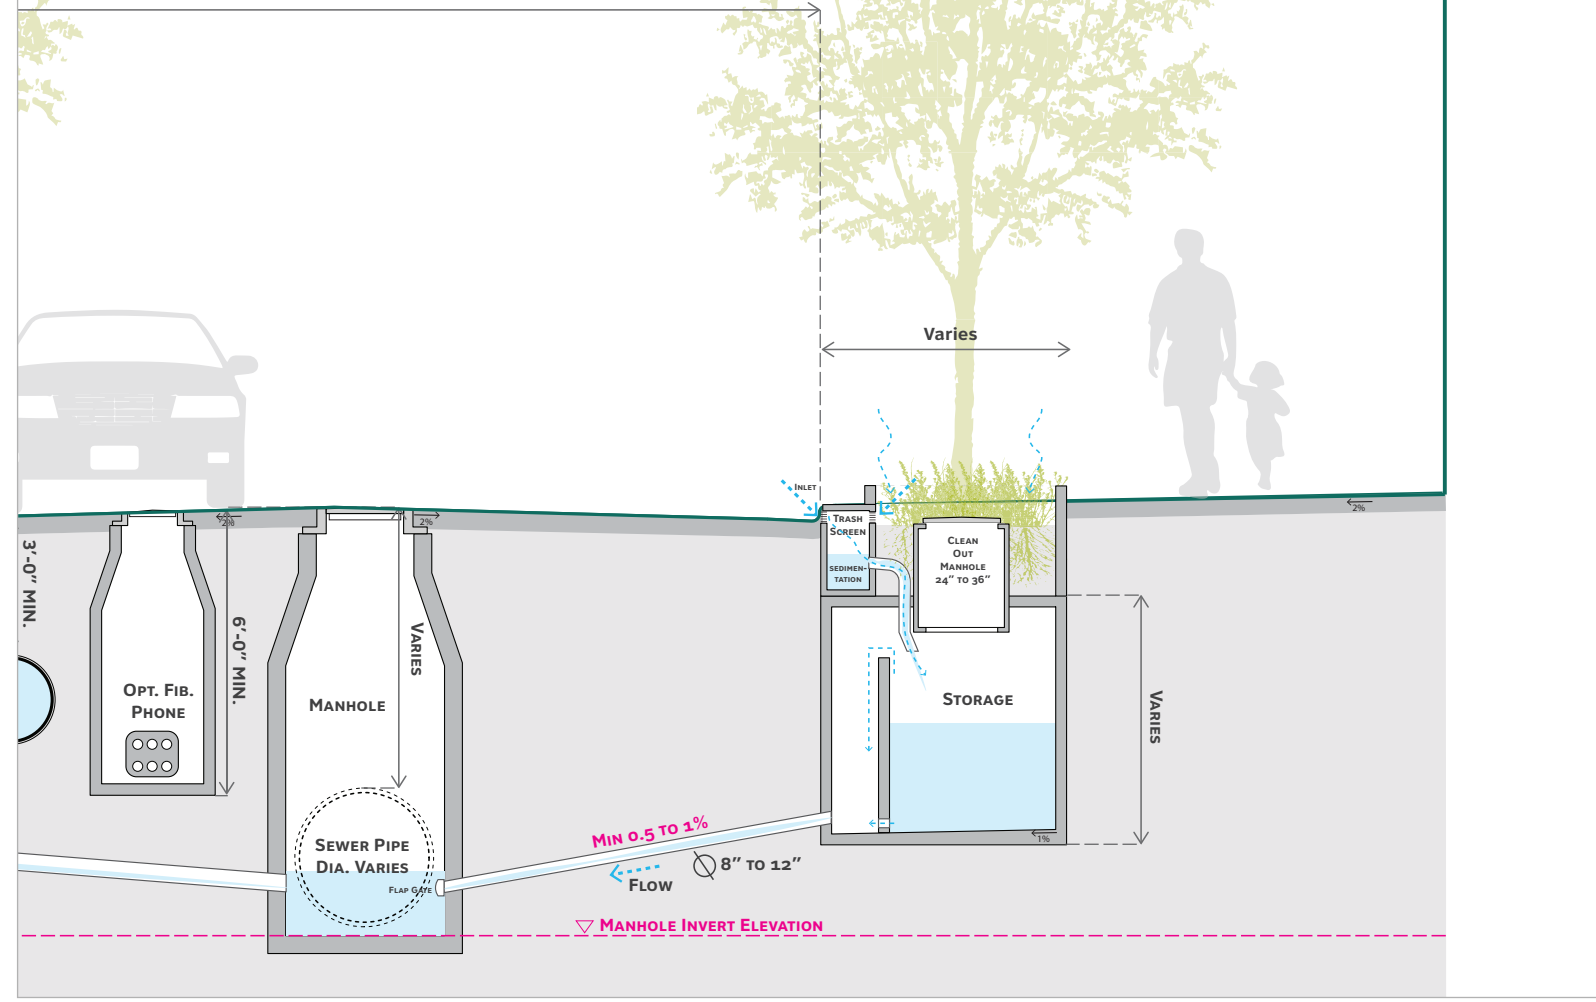 Varies
Inlet
2%
2%
2%
Trash
Screen
Clean
Out
Manhole
24" to 36"
Sedimen-
tation
3'-0" Min.
6'-0" Min.
Varies
Opt. Fib.
Phone
Manhole
Storage
Varies
Min 0.5 to 1%
1%
Sewer Pipe
Dia. Varies
Flap Gate
8" to 12"
Flow
Manhole Invert Elevation